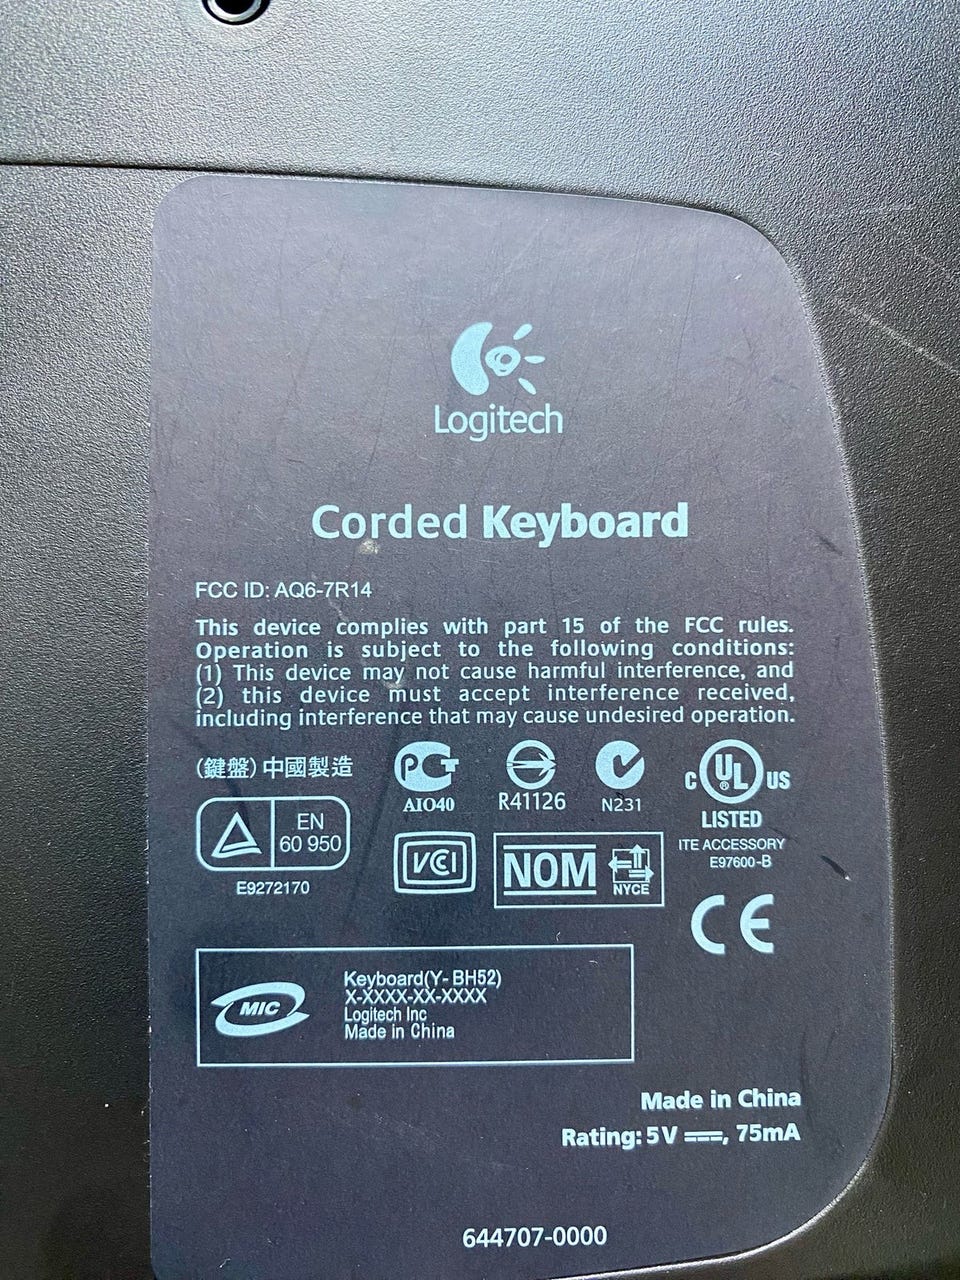 Logitech
Corded Keyboard
FCC ID: AQ6-7R14
This device complies with part 15 of the FCC rules.
Operation is subject to the following conditions:
(1) This device may not cause harmful interference, and
(2) this device must accept interference received,
including interference that may cause undesired operation.
(鍵盤) 中國製造
PCT
AIO40
R41126
N231
C UL ® US
LISTED
ITE ACCESSORY
E97600-B
EN
60 950
E9272170
VCCI
NOM
NYCE
CE
MIC
Keyboard(Y- BH52)
X-XXXX-XX-XXXX
Logitech Inc
Made in China
Made in China
Rating: 5V ⎓, 75mA
644707-0000